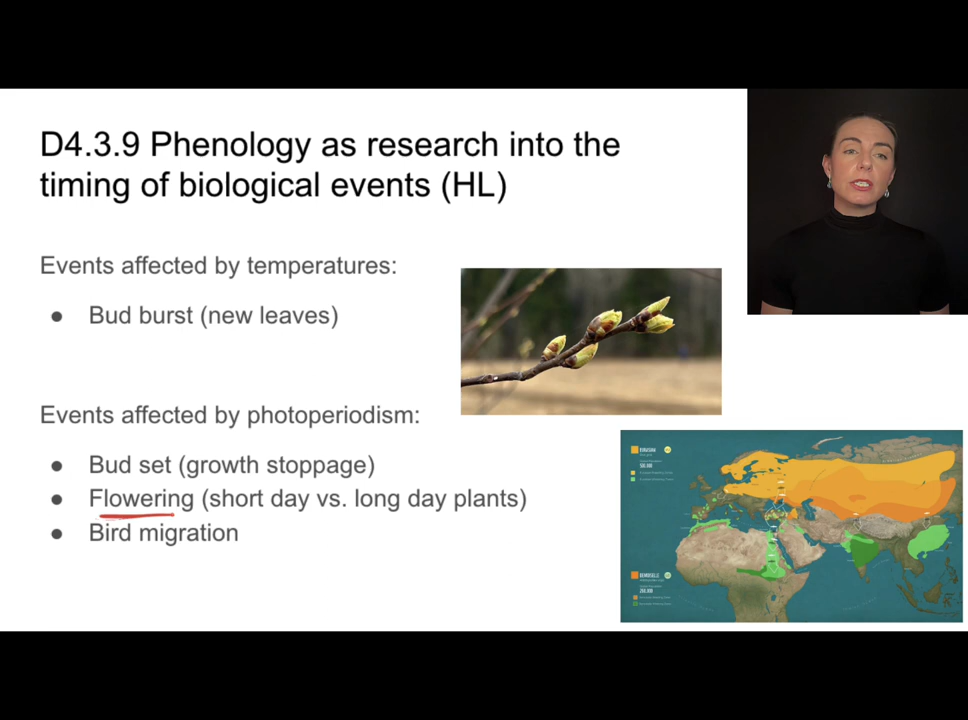 D4.3.9 Phenology as research into the
timing of biological events (HL)
Events affected by temperatures:
● Bud burst (new leaves)
Events affected by photoperiodism:
● Bud set (growth stoppage)
● Flowering (short day vs. long day plants)
● Bird migration
EURASIAN
DEMOISELLE